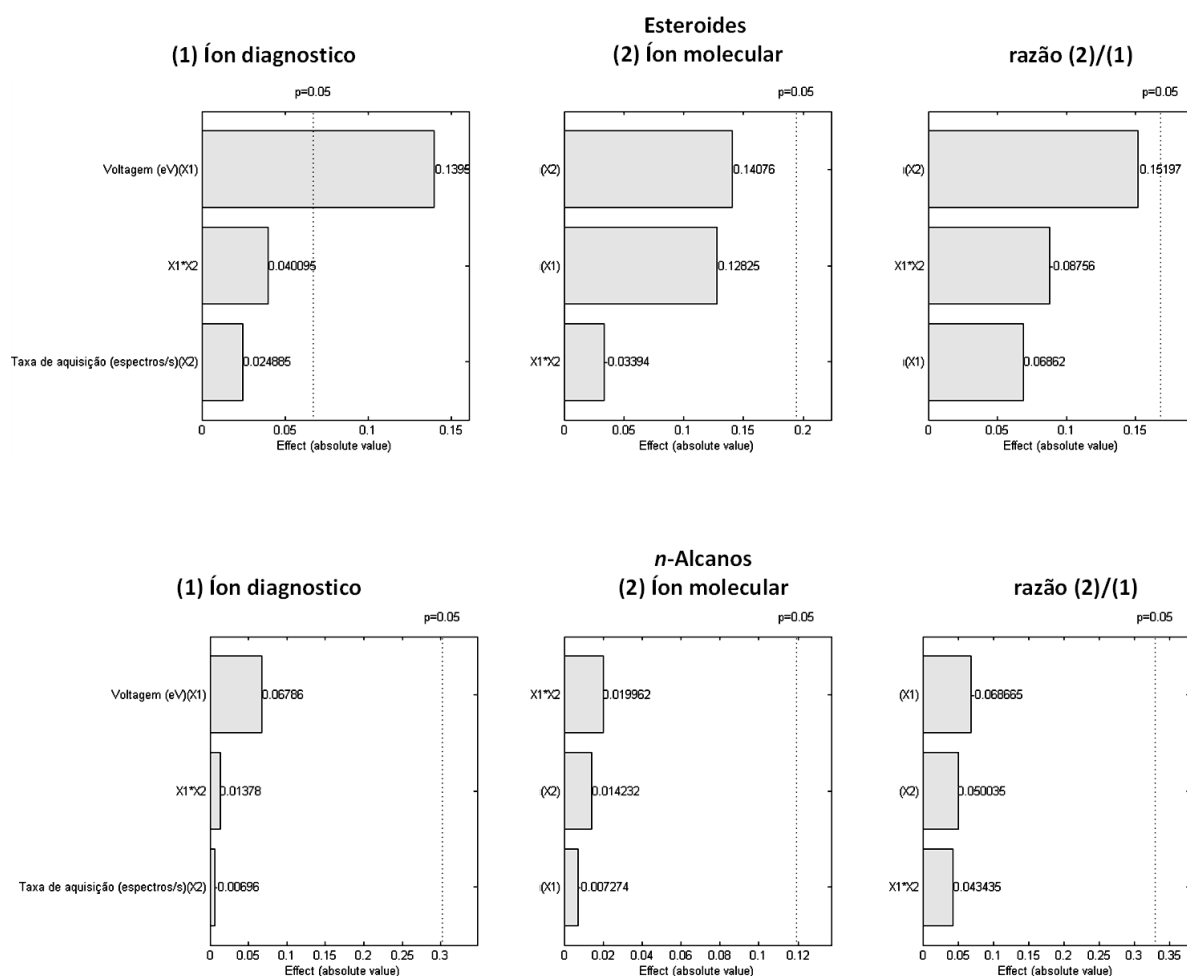 Esteroides
(1) Íon diagnostico
(2) Íon molecular
razão (2)/(1)
p=0.05
Voltagem (eV)(X1)
0.1395
X1*X2
0.040095
Taxa de aquisição (espectros/s)(X2)
0.024885
0 0.05 0.1 0.15
Effect (absolute value)
p=0.05
(X2)
0.14076
(X1)
0.12825
X1*X2
-0.03394
0 0.05 0.1 0.15 0.2
Effect (absolute value)
p=0.05
(X2)
0.15197
X1*X2
-0.08756
(X1)
0.06862
0 0.05 0.1 0.15
Effect (absolute value)
n-Alcanos
(1) Íon diagnostico
(2) Íon molecular
razão (2)/(1)
p=0.05
Voltagem (eV)(X1)
0.06786
X1*X2
0.01378
Taxa de aquisição (espectros/s)(X2)
-0.00696
0 0.05 0.1 0.15 0.2 0.25 0.3
Effect (absolute value)
p=0.05
X1*X2
0.019962
(X2)
0.014232
(X1)
-0.007274
0 0.02 0.04 0.06 0.08 0.1 0.12
Effect (absolute value)
p=0.05
(X1)
-0.068665
(X2)
0.050035
X1*X2
0.043435
0 0.05 0.1 0.15 0.2 0.25 0.3 0.35
Effect (absolute value)